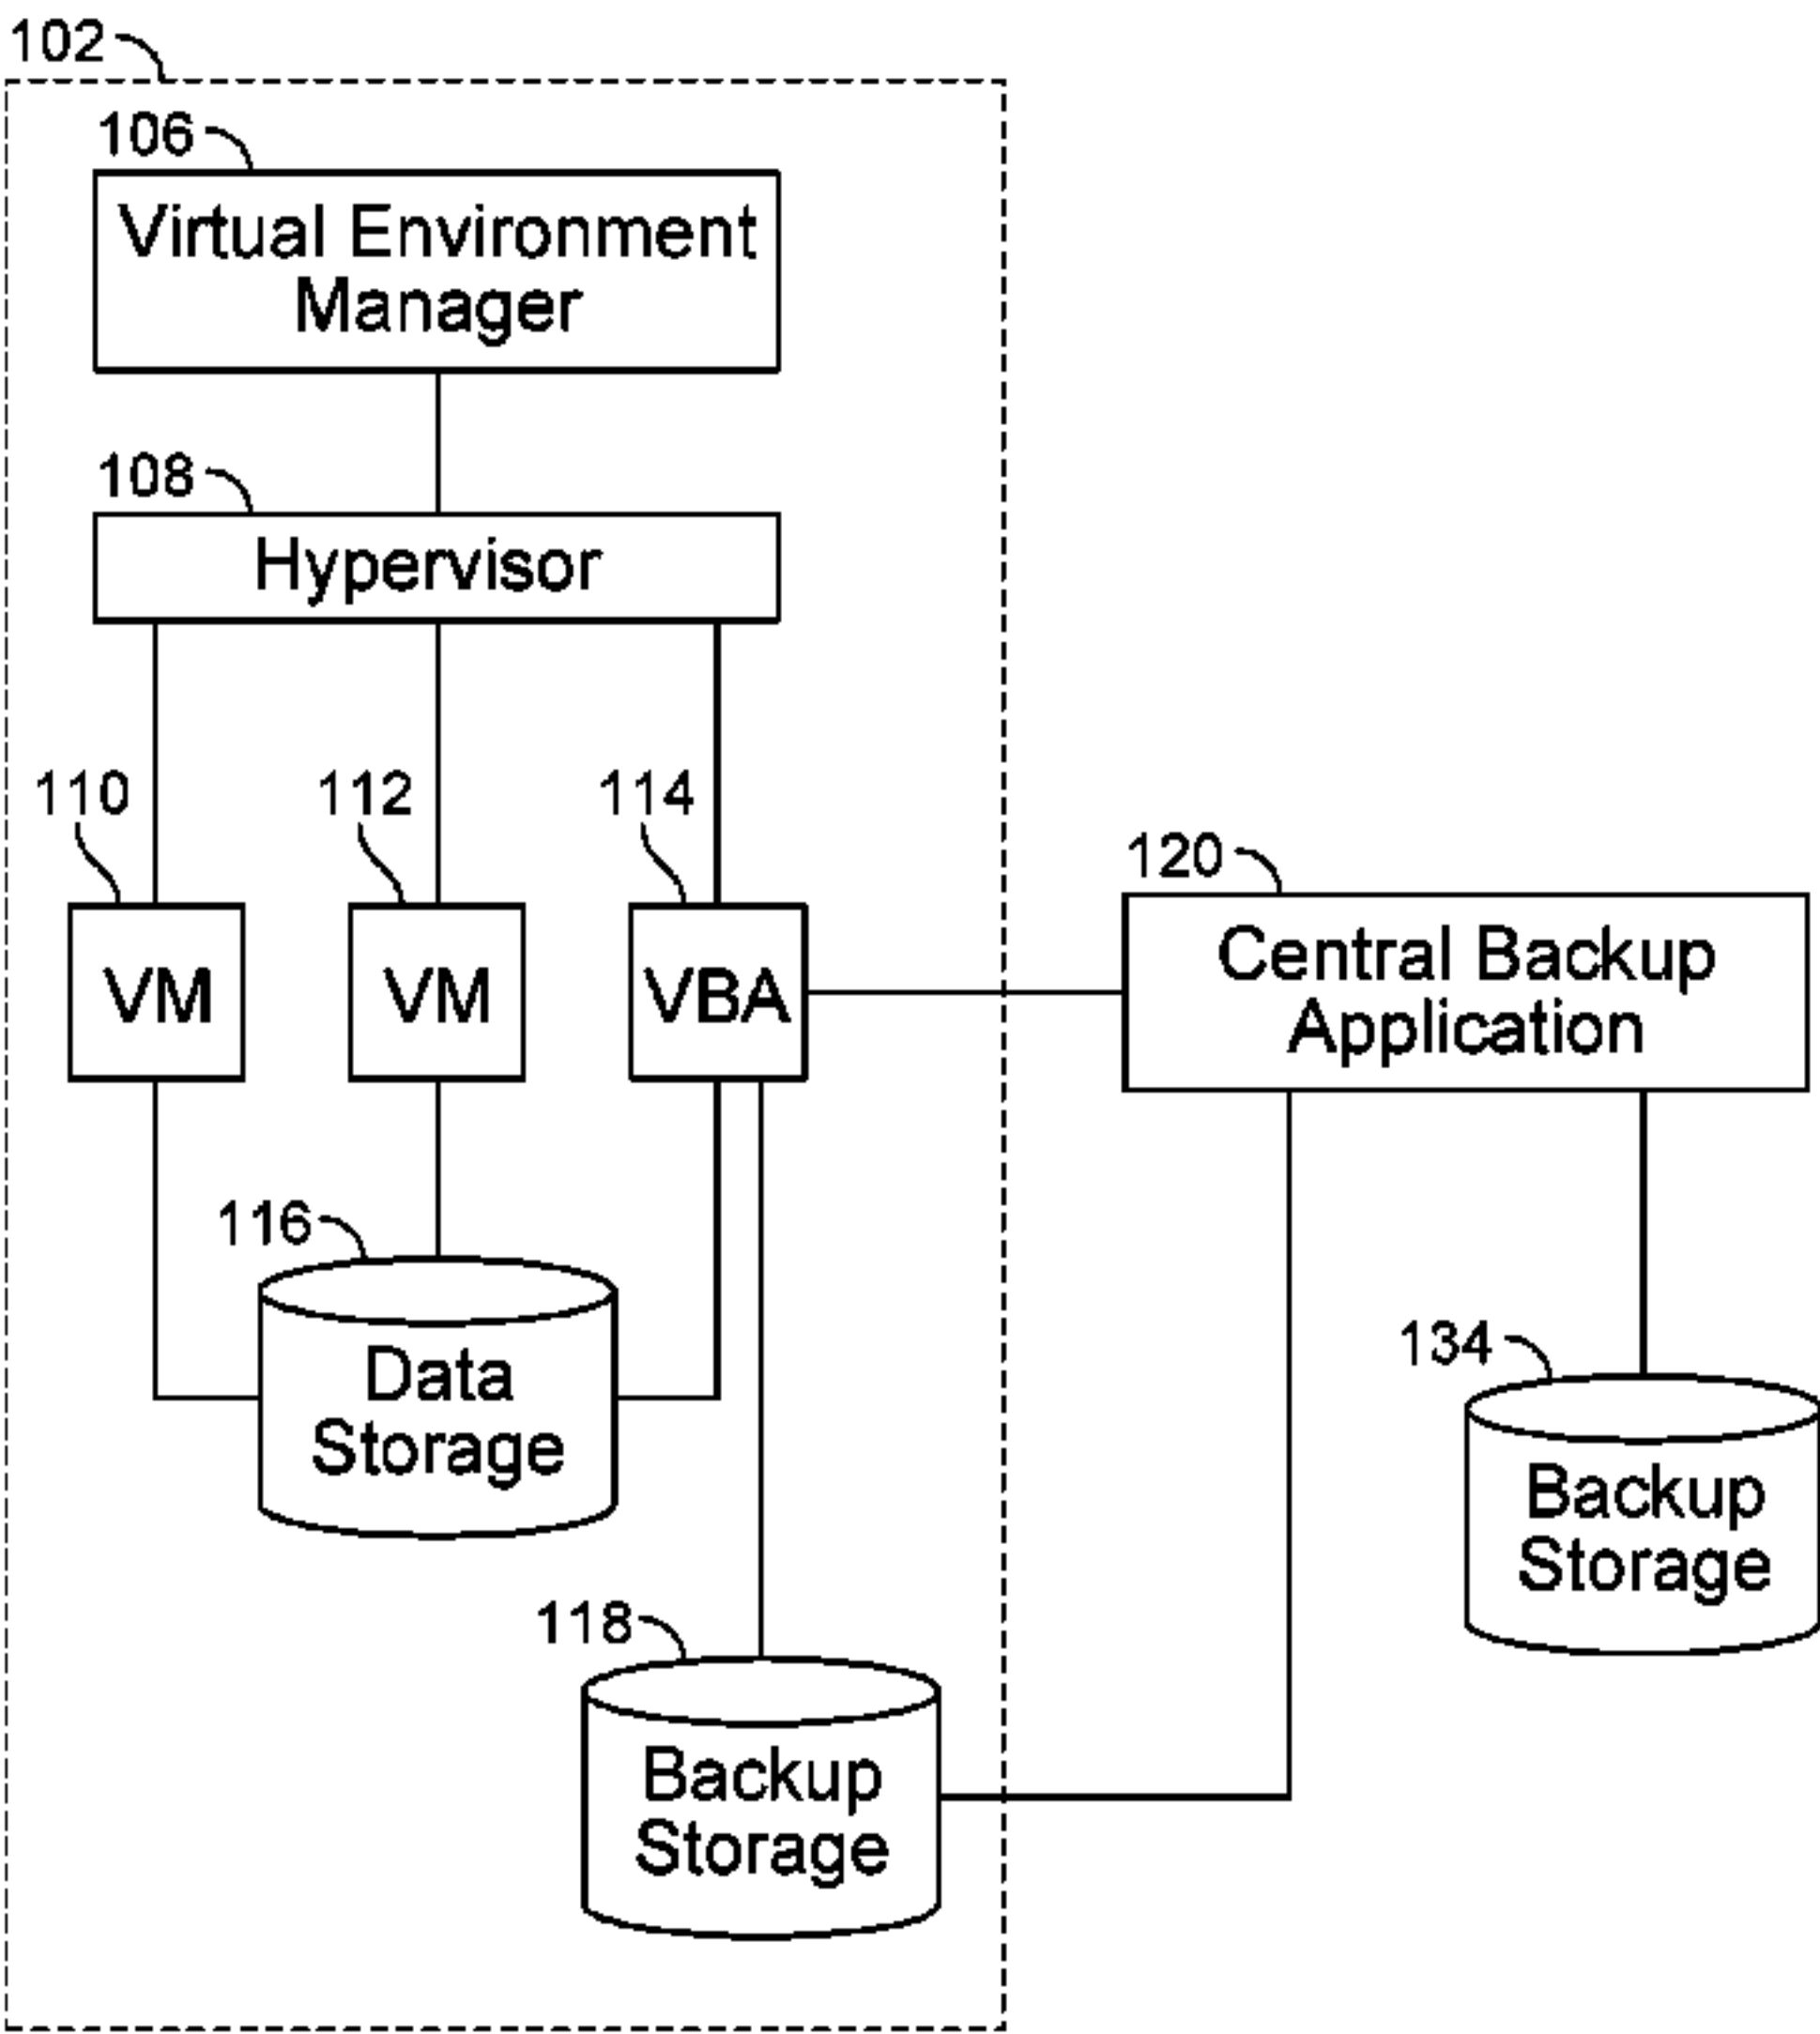 102
106
Virtual Environment
Manager
108
Hypervisor
110
112
114
VM
VM
VBA
120
Central Backup
Application
116
Data
Storage
134
Backup
Storage
118
Backup
Storage